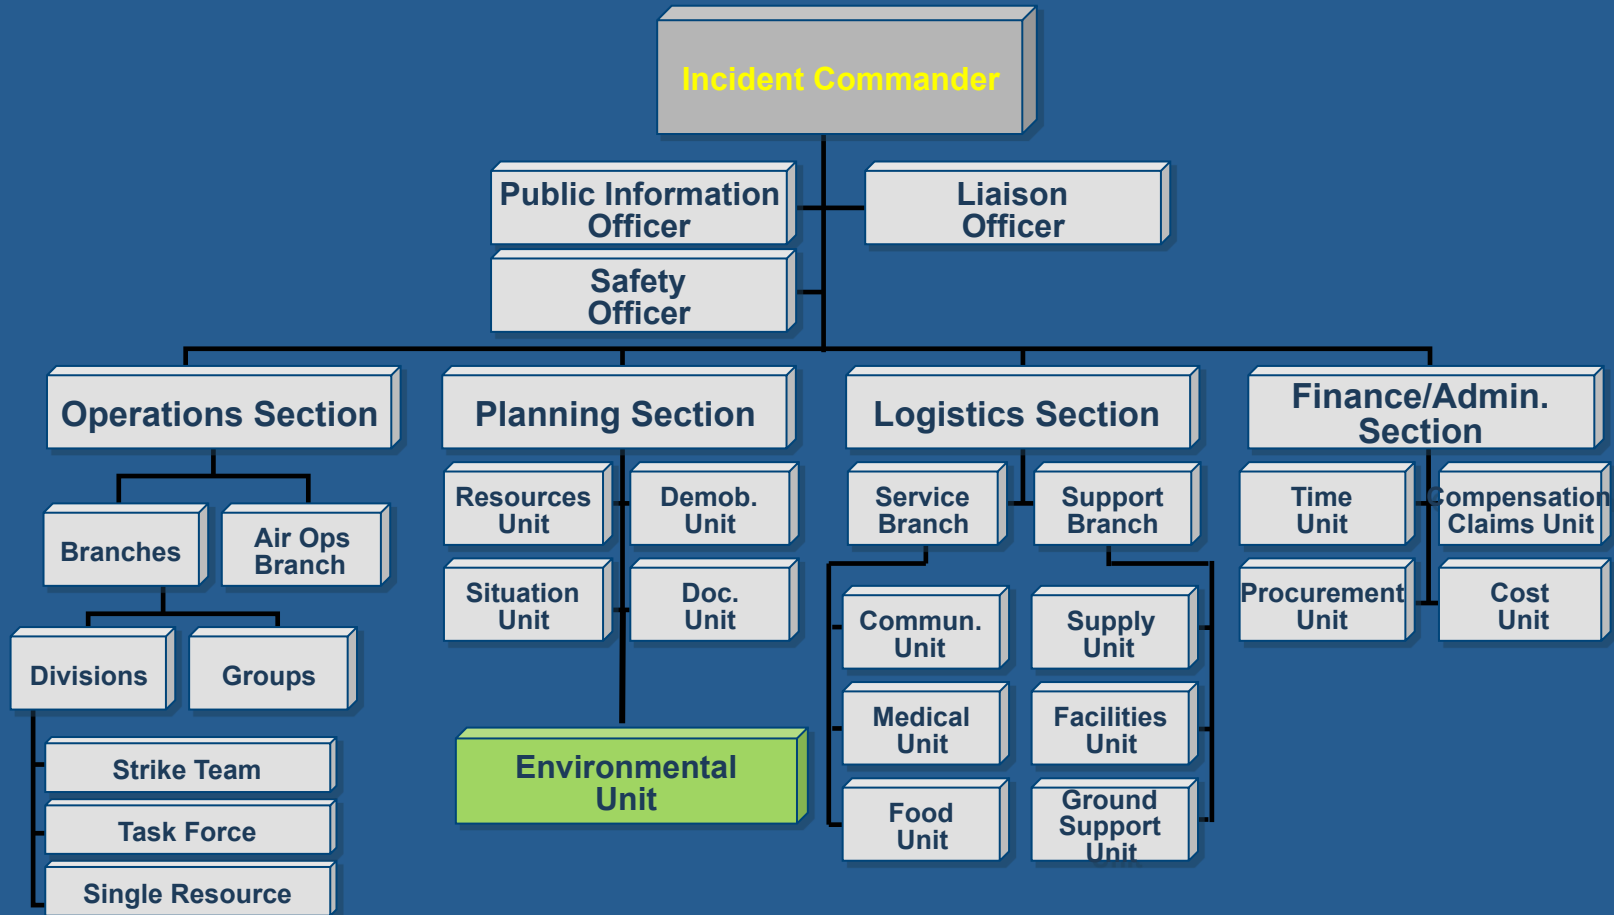 Incident Commander
Public Information
Officer
Liaison
Officer
Safety
Officer
Operations Section
Planning Section
Logistics Section
Finance/Admin.
Section
Branches
Air Ops
Branch
Divisions
Groups
Strike Team
Task Force
Single Resource
Resources
Unit
Demob.
Unit
Situation
Unit
Doc.
Unit
Environmental
Unit
Service
Branch
Support
Branch
Commun.
Unit
Supply
Unit
Medical
Unit
Facilities
Unit
Food
Unit
Ground
Support
Unit
Time
Unit
Compensation
Claims Unit
Procurement
Unit
Cost
Unit